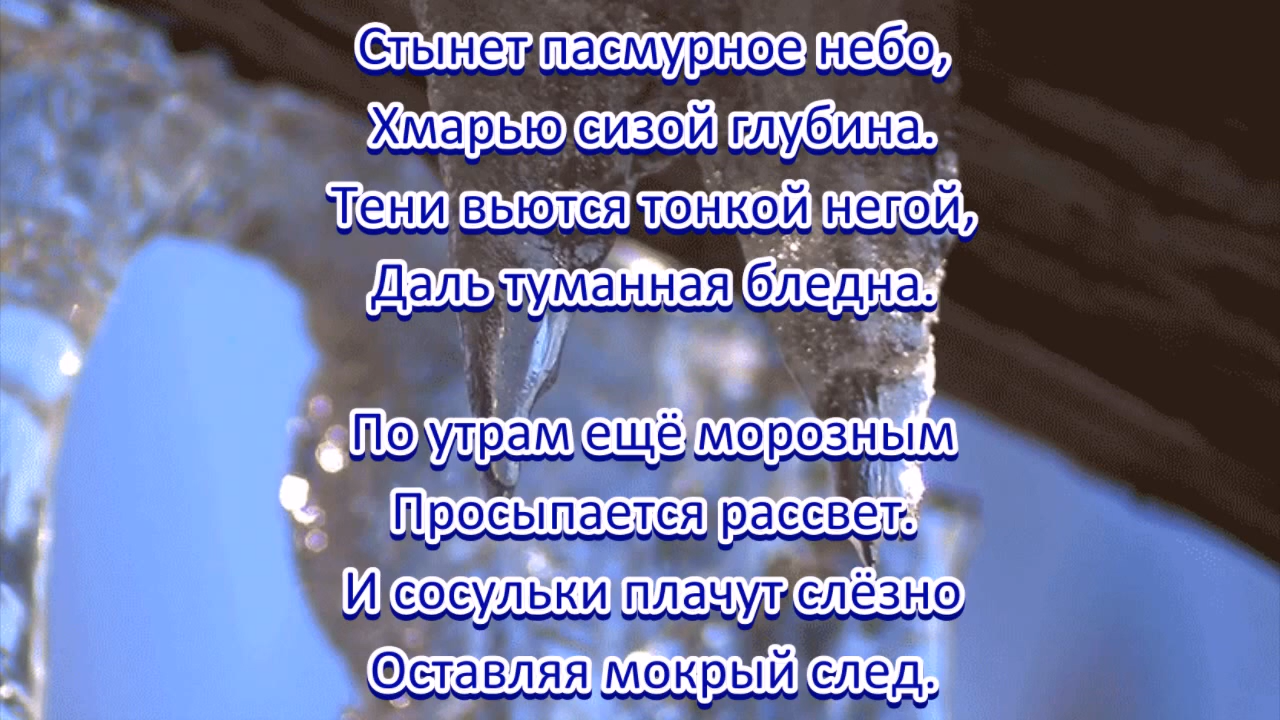 Стынет пасмурное небо,
Хмарью сизой глубина.
Тени вьются тонкой негой,
Даль туманная бледна.
По утрам ещё морозным
Просыпается рассвет.
И сосульки плачут слёзно
Оставляя мокрый след.